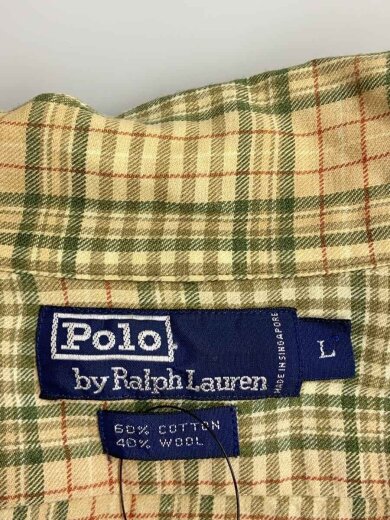 Polo
by Ralph Lauren
MADE IN SINGAPORE
L
60% COTTON
40% WOOL